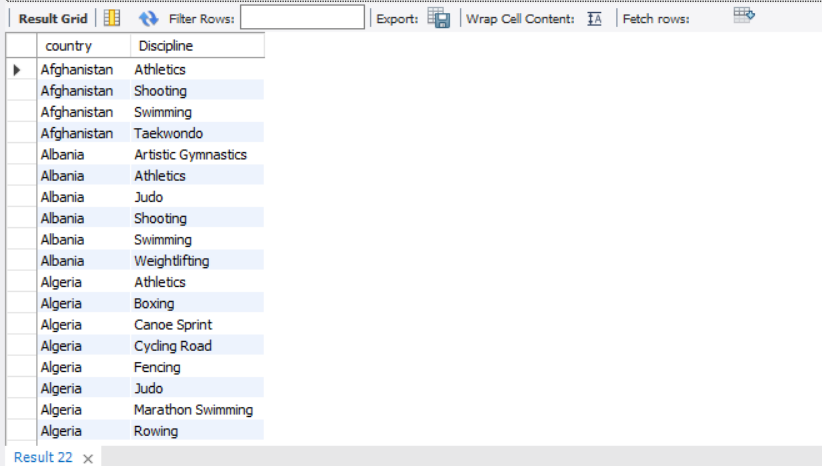 Result Grid Filter Rows: Export: Wrap Cell Content: IA Fetch rows:
country Discipline
Afghanistan Athletics
Afghanistan Shooting
Afghanistan Swimming
Afghanistan Taekwondo
Albania Artistic Gymnastics
Albania Athletics
Albania Judo
Albania Shooting
Albania Swimming
Albania Weightlifting
Algeria Athletics
Algeria Boxing
Algeria Canoe Sprint
Algeria Cycling Road
Algeria Fencing
Algeria Judo
Algeria Marathon Swimming
Algeria Rowing
Result 22 ×